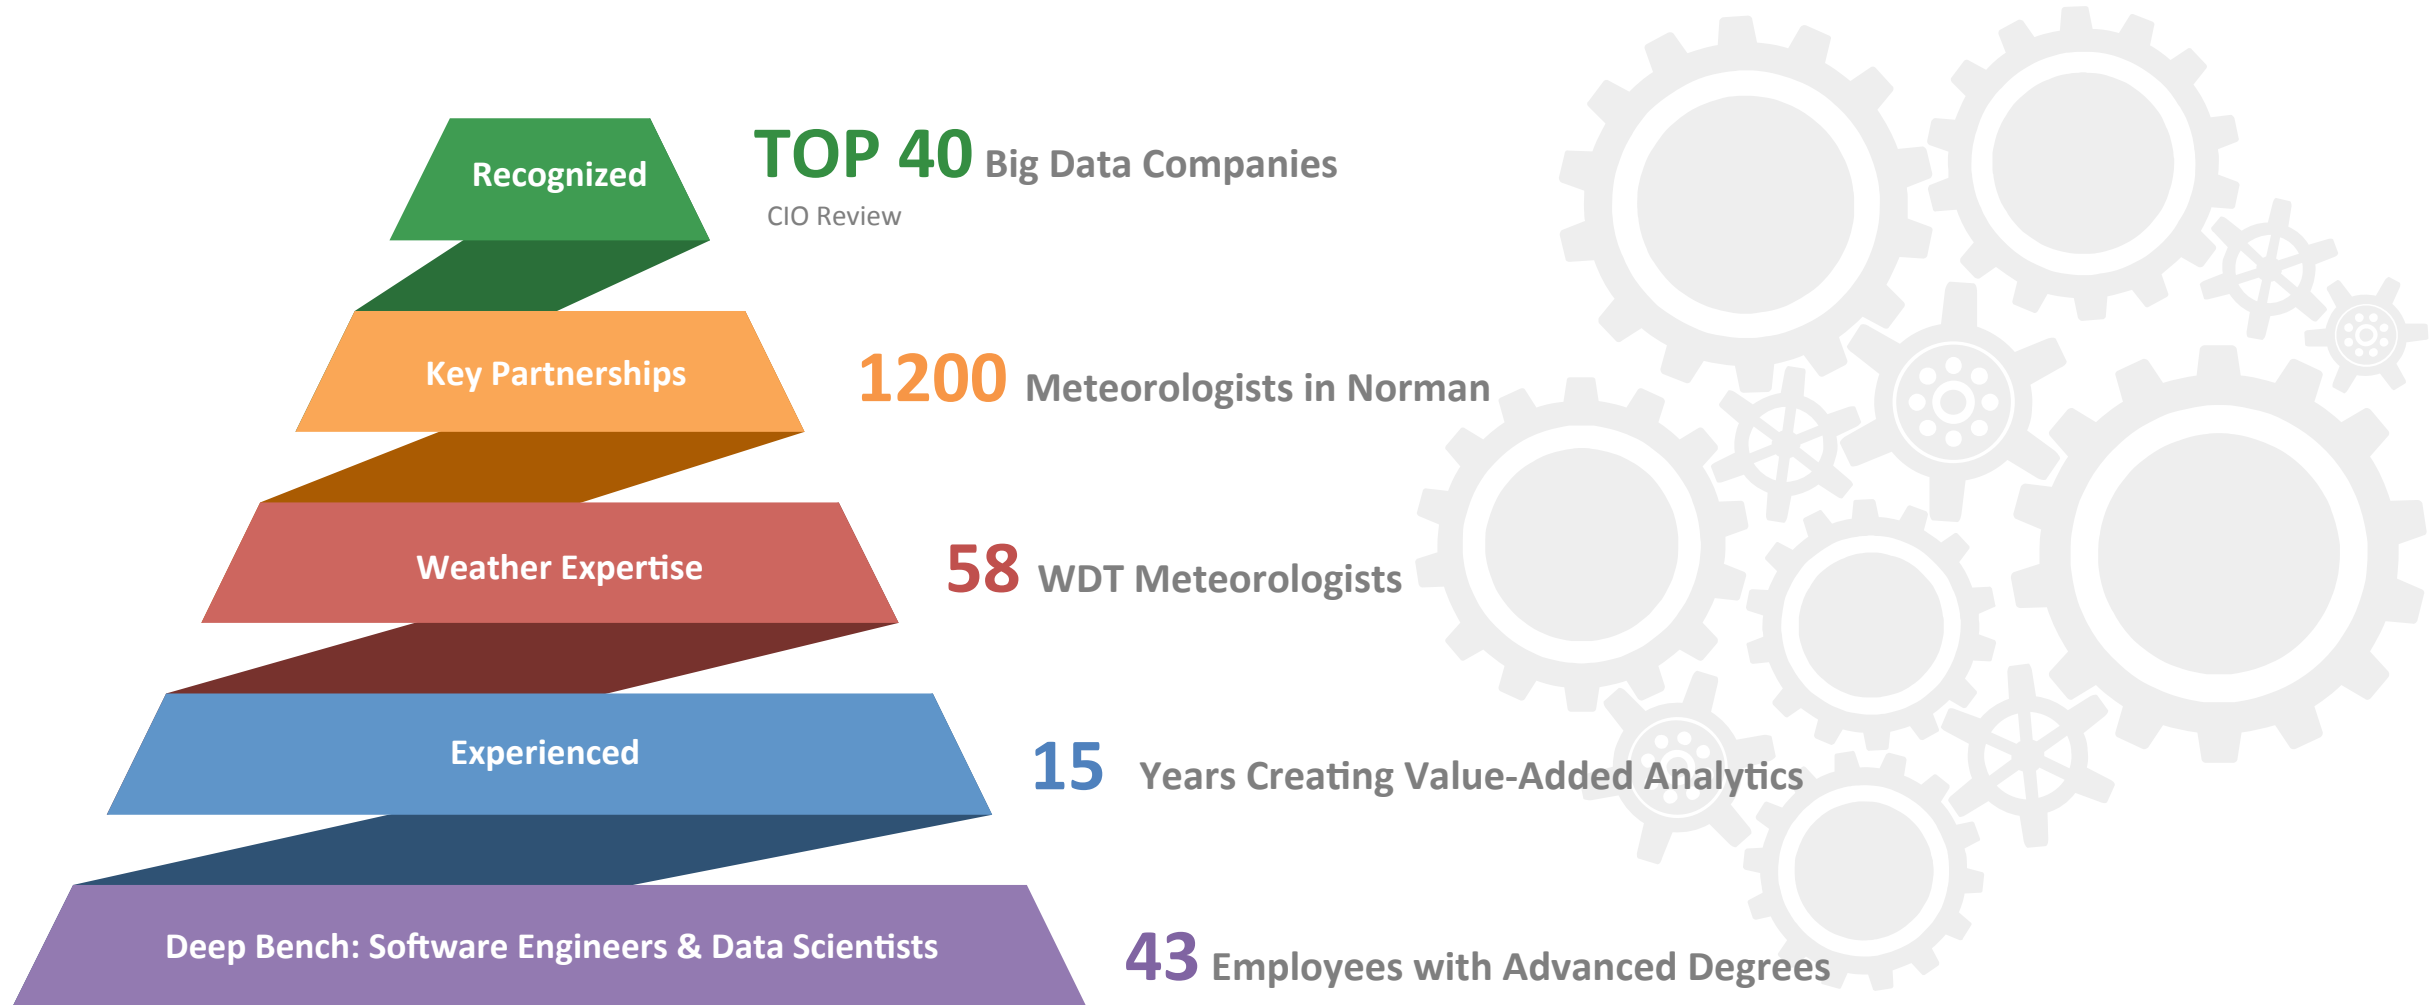 Recognized
TOP 40 Big Data Companies
CIO Review
Key Partnerships
1200 Meteorologists in Norman
Weather Expertise
58 WDT Meteorologists
Experienced
15 Years Creating Value-Added Analytics
Deep Bench: Software Engineers & Data Scientists
43 Employees with Advanced Degrees